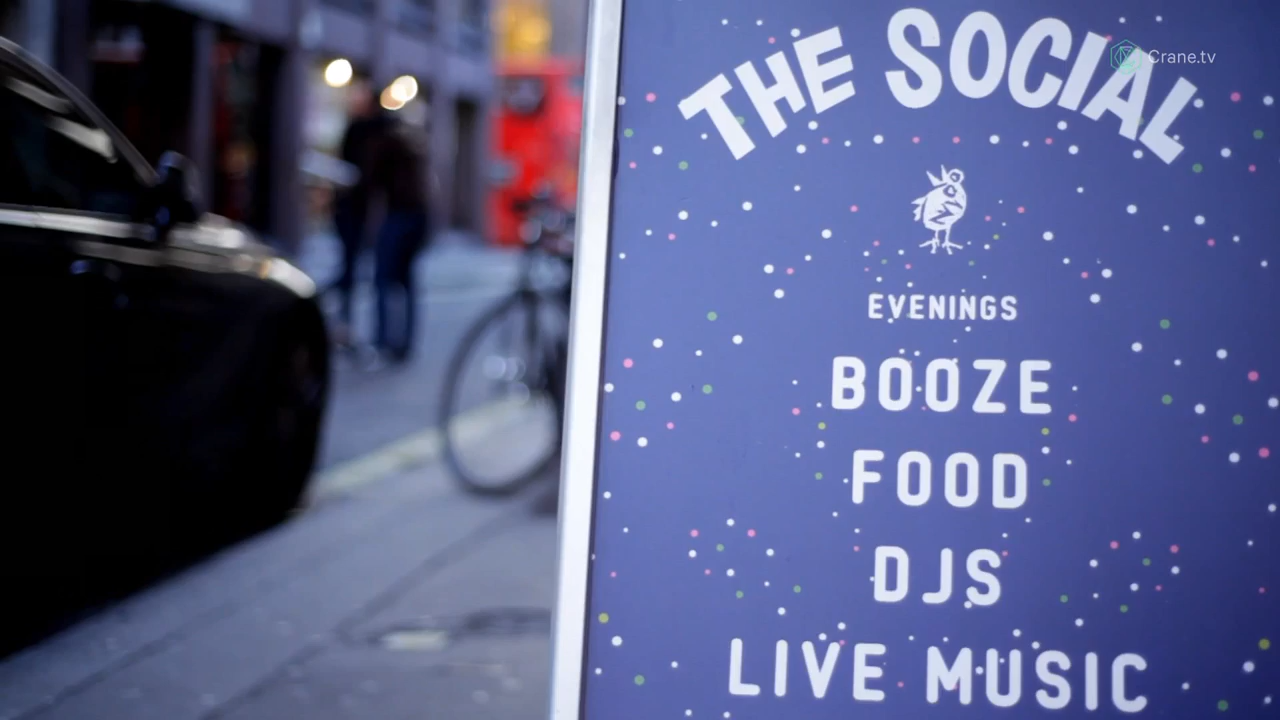 THE SOCIAL
Crane.tv
EVENINGS
BOOZE
FOOD
DJS
LIVE MUSIC